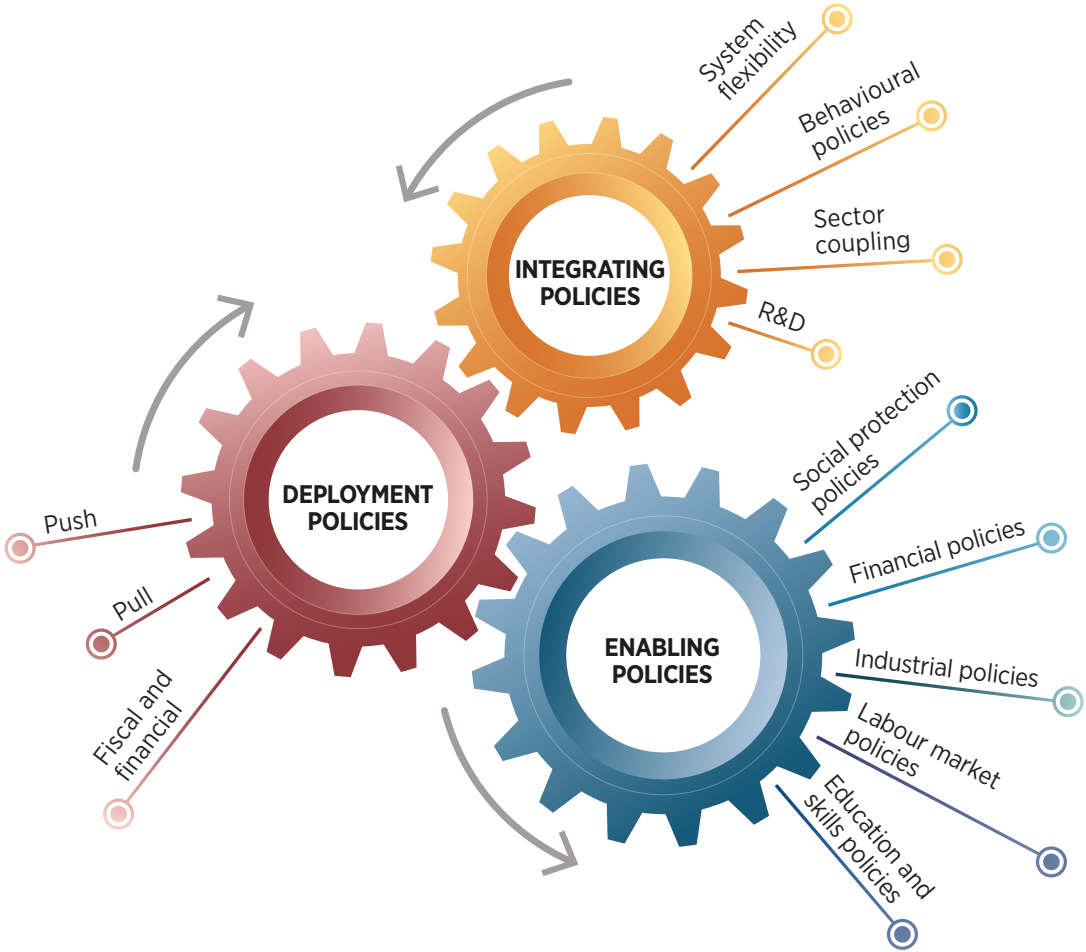 System
flexibility
Behavioural
policies
Sector
coupling
R&D
INTEGRATING
POLICIES
DEPLOYMENT
POLICIES
Push
Pull
Fiscal and
financial
ENABLING
POLICIES
Social protection
policies
Financial policies
Industrial policies
Labour market
policies
Education and
skills policies